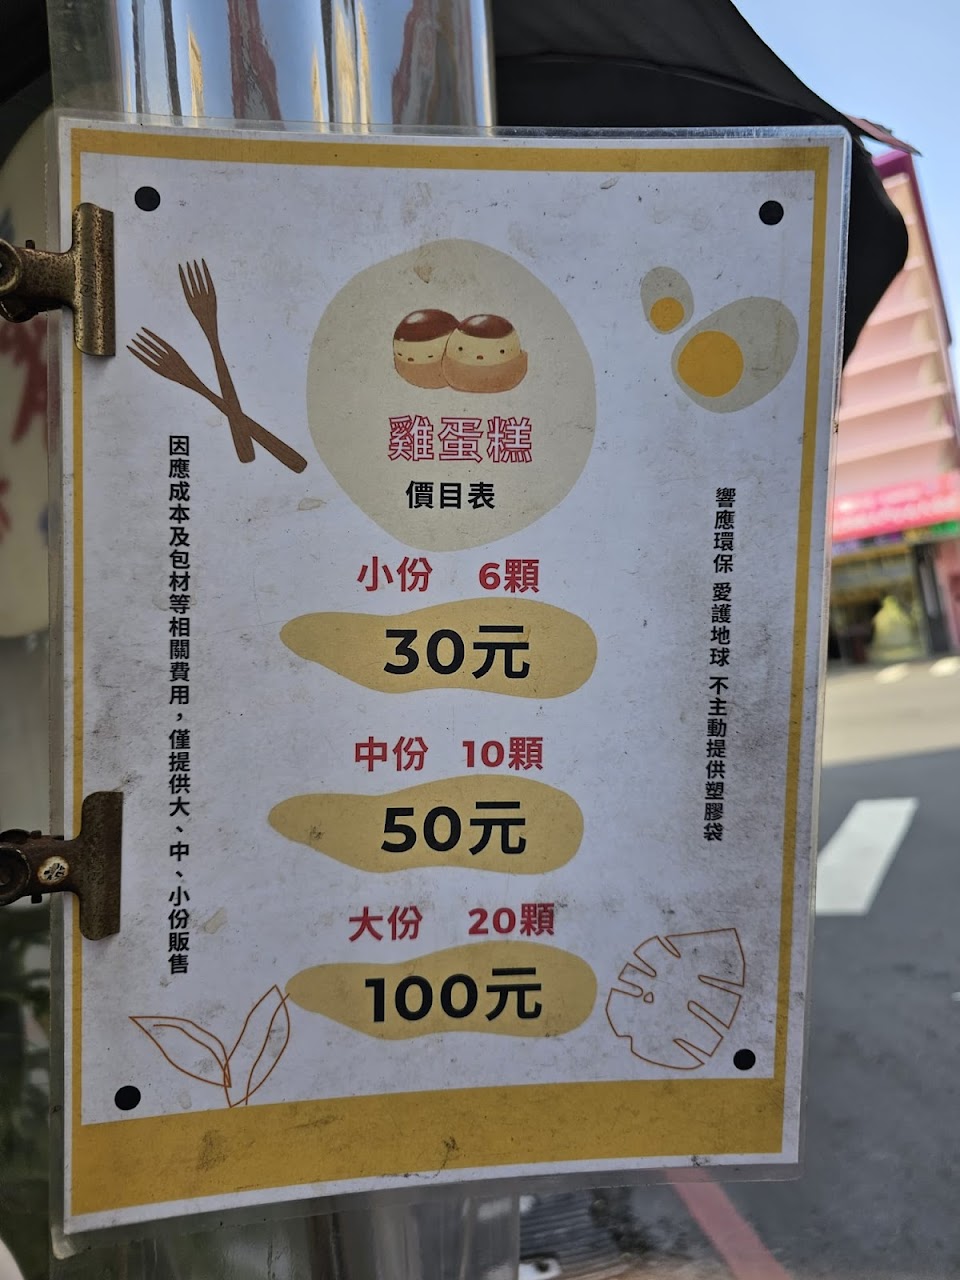 雞蛋糕
價目表
小份 6顆
30元
中份 10顆
50元
大份 20顆
100元
因應成本及包材等相關費用，僅提供大、中、小份販售
響應環保 愛護地球 不主動提供塑膠袋